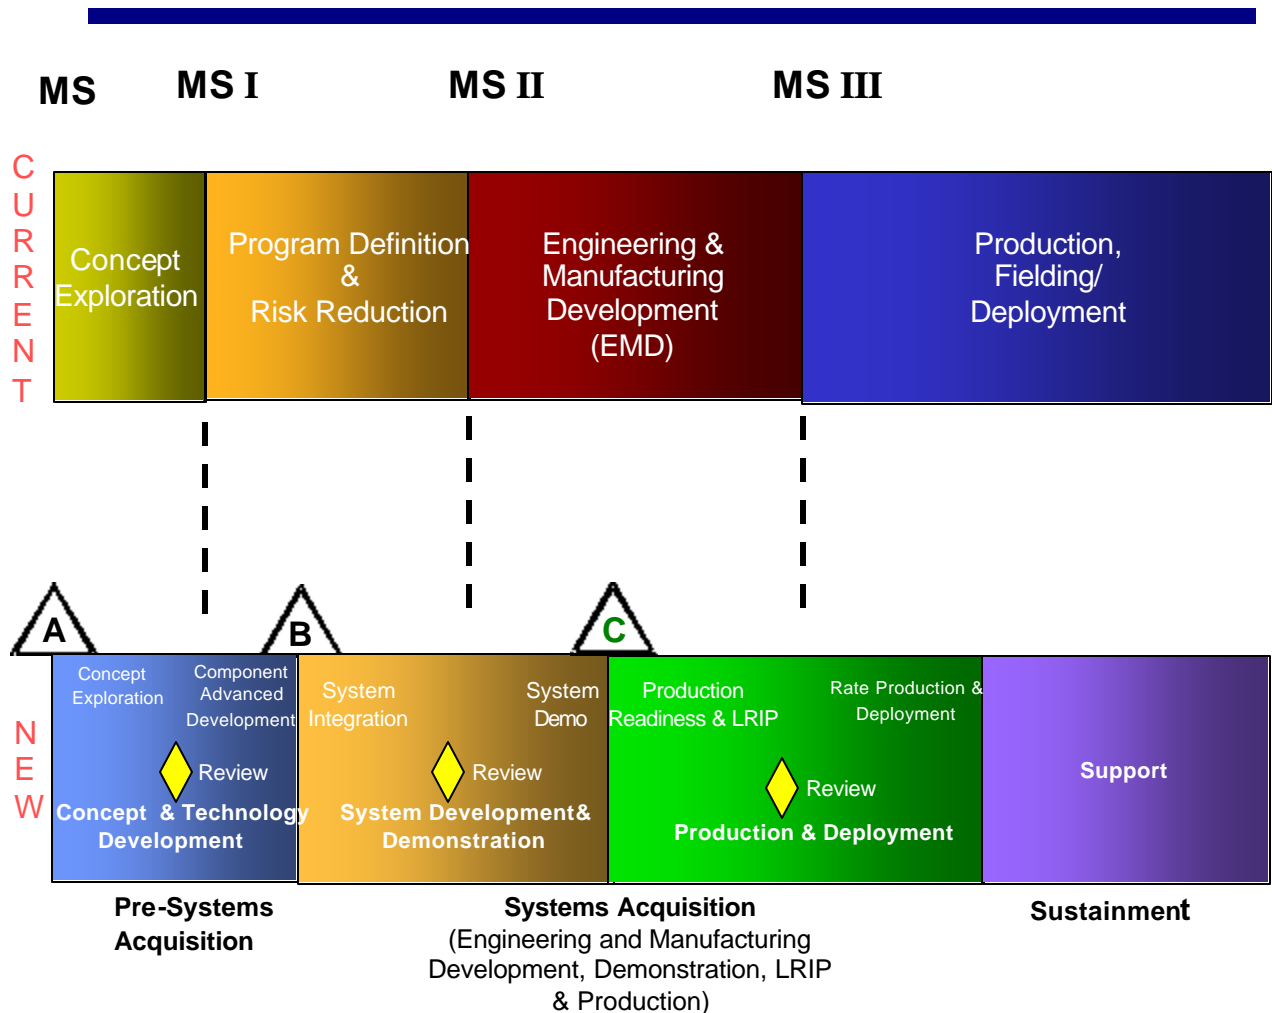 MS
MS I
MS II
MS III
CURRENT
Concept
Exploration
Program Definition
&
Risk Reduction
Engineering &
Manufacturing
Development
(EMD)
Production,
Fielding/
Deployment
A
B
C
NEW
Concept
Exploration
Component
Advanced
Development
Review
Concept & Technology
Development
System
Integration
System
Demo
Review
System Development&
Demonstration
Production
Readiness & LRIP
Rate Production &
Deployment
Review
Production & Deployment
Support
Pre-Systems
Acquisition
Systems Acquisition
(Engineering and Manufacturing
Development, Demonstration, LRIP
& Production)
Sustainment